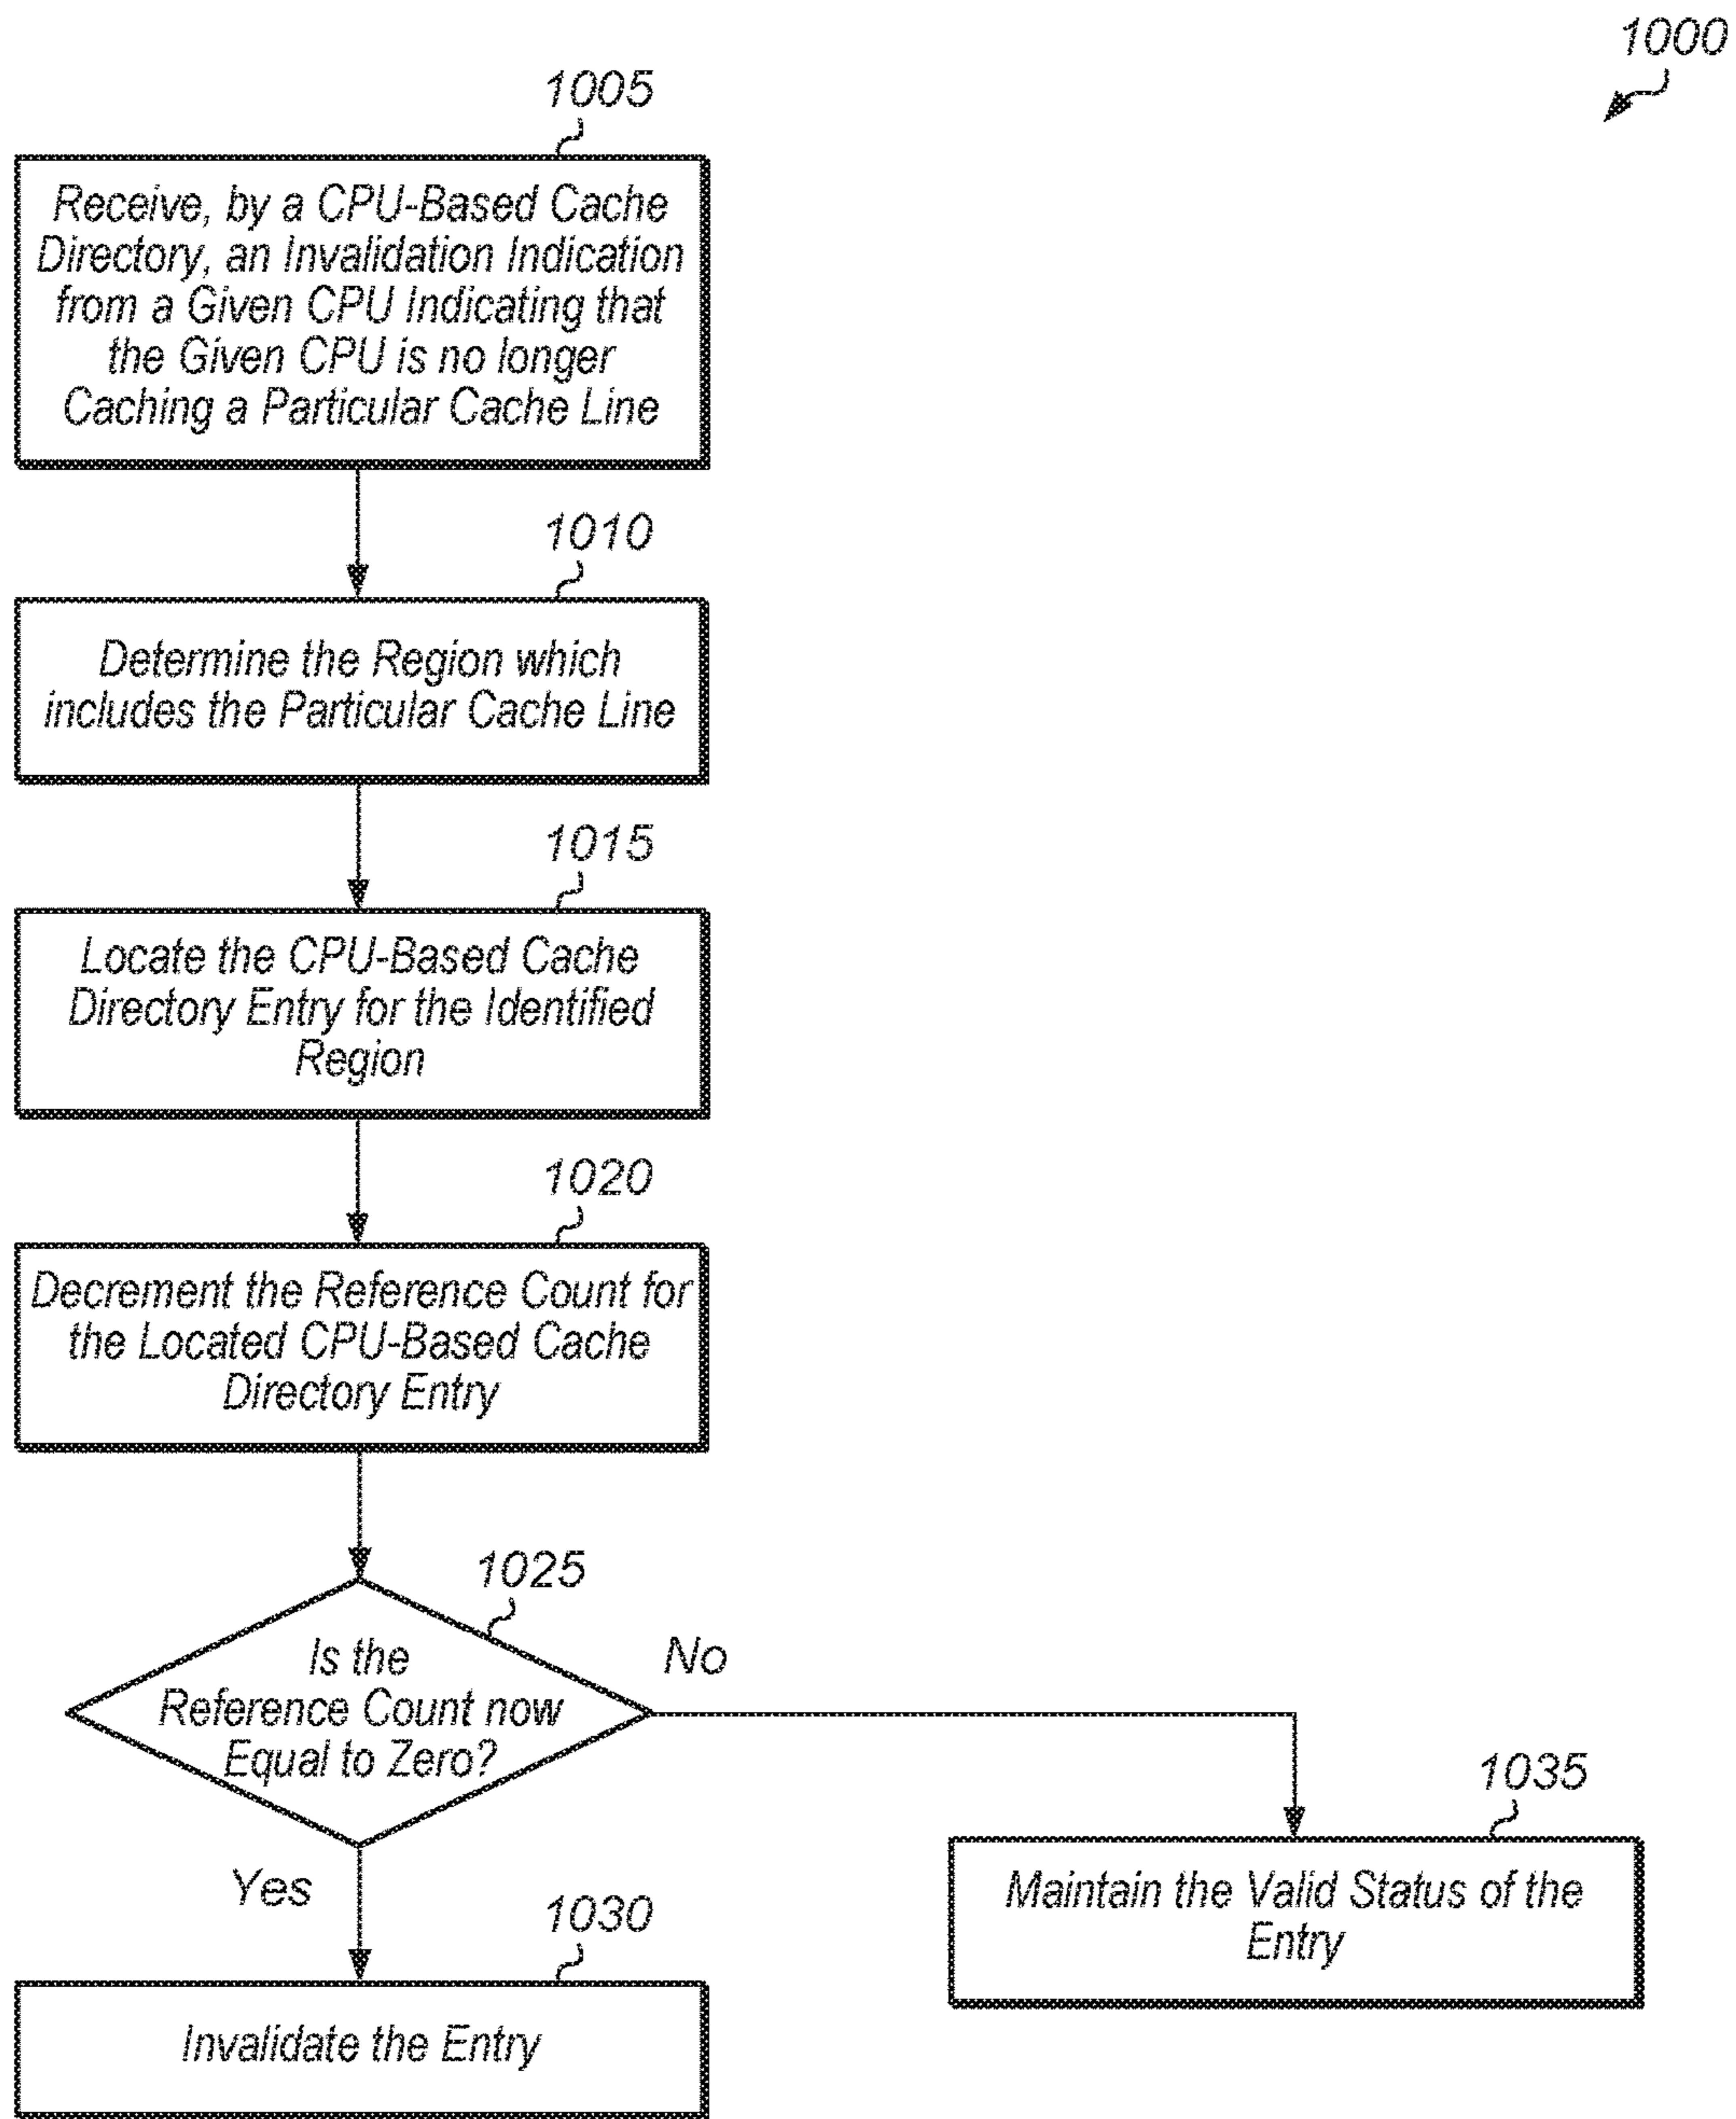 1000
1005
Receive, by a CPU-Based Cache
Directory, an Invalidation Indication
from a Given CPU Indicating that
the Given CPU is no longer
Caching a Particular Cache Line
1010
Determine the Region which
includes the Particular Cache Line
1015
Locate the CPU-Based Cache
Directory Entry for the Identified
Region
1020
Decrement the Reference Count for
the Located CPU-Based Cache
Directory Entry
1025
Is the
Reference Count now
Equal to Zero?
No
Yes
1035
Maintain the Valid Status of the
Entry
1030
Invalidate the Entry